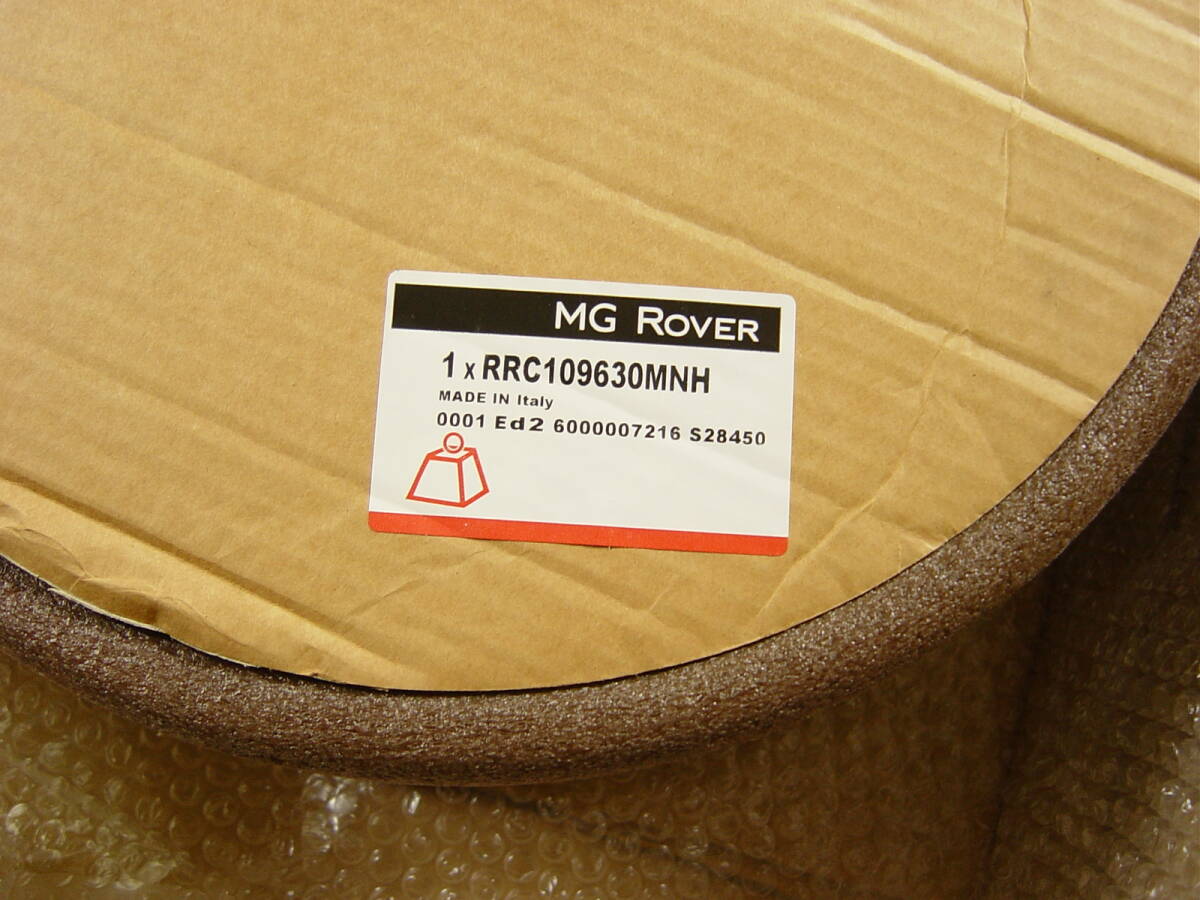 MG ROVER
1 x RRC109630MNH
MADE IN Italy
0001 Ed2 6000007216 S28450